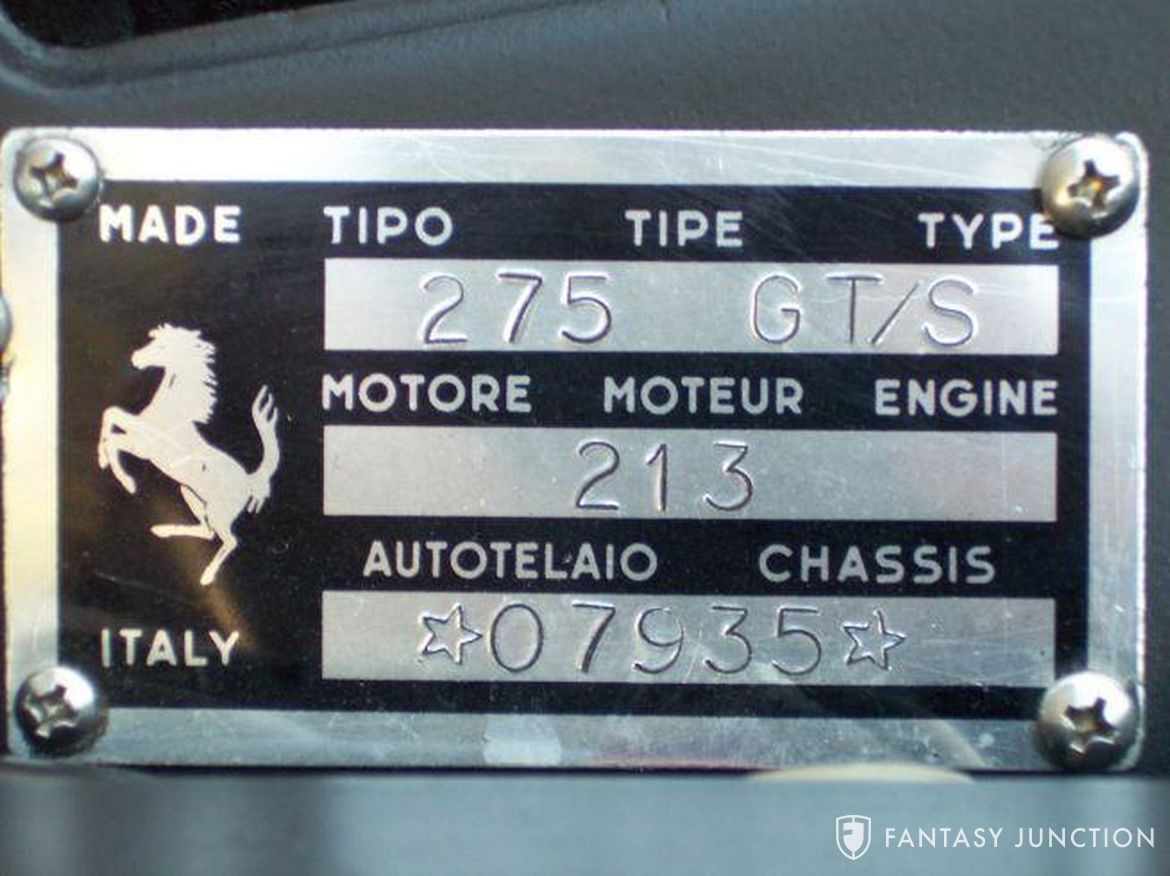 MADE TIPO TIPE TYPE
275 GT/S
MOTORE MOTEUR ENGINE
213
AUTOTELAIO CHASSIS
☆07935☆
ITALY
FANTASY JUNCTION